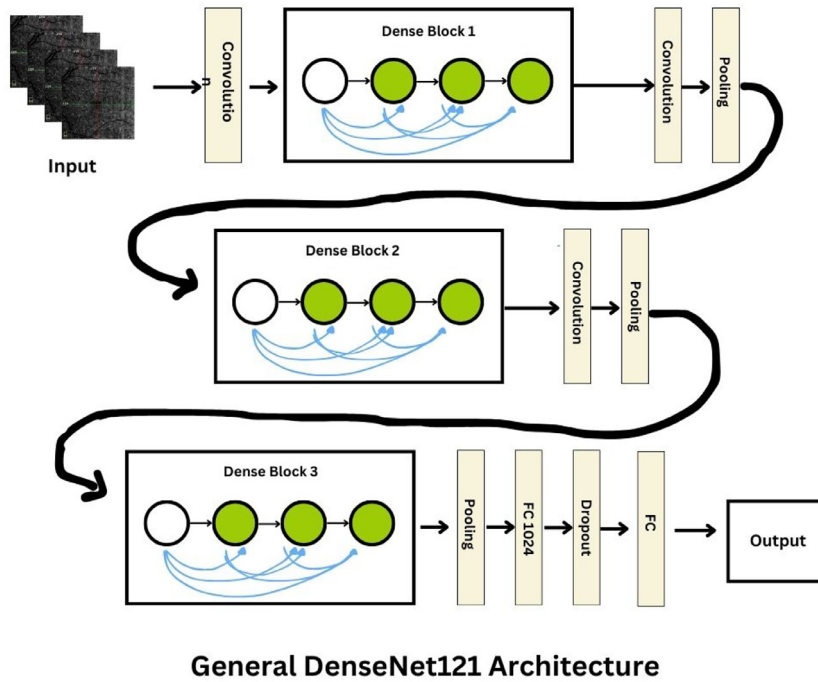 Input
Convolutio
n
Dense Block 1
Convolution
Pooling
Dense Block 2
Convolution
Pooling
Dense Block 3
Pooling
FC 1024
Dropout
FC
Output
General DenseNet121 Architecture